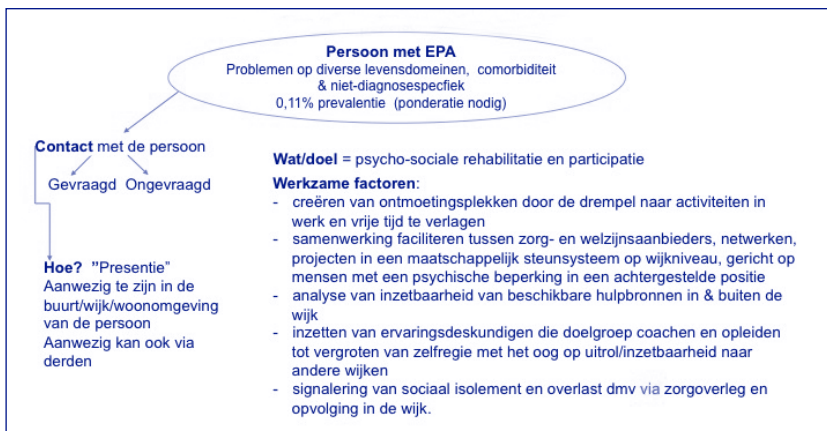 Persoon met EPA
Problemen op diverse levensdomeinen, comorbiditeit
& niet-diagnosespecfiek
0,11% prevalentie (ponderatie nodig)
Contact met de persoon
Gevraagd Ongevraagd
Hoe? ”Presentie”
Aanwezig te zijn in de
buurt/wijk/woonomgeving
van de persoon
Aanwezig kan ook via
derden
Wat/doel = psycho-sociale rehabilitatie en participatie
Werkzame factoren:
- creëren van ontmoetingsplekken door de drempel naar activiteiten in
werk en vrije tijd te verlagen
- samenwerking faciliteren tussen zorg- en welzijnsaanbieders, netwerken,
projecten in een maatschappelijk steunsysteem op wijkniveau, gericht op
mensen met een psychische beperking in een achtergestelde positie
- analyse van inzetbaarheid van beschikbare hulpbronnen in & buiten de
wijk
- inzetten van ervaringsdeskundigen die doelgroep coachen en opleiden
tot vergroten van zelfregie met het oog op uitrol/inzetbaarheid naar
andere wijken
- signalering van sociaal isolement en overlast dmv via zorgoverleg en
opvolging in de wijk.